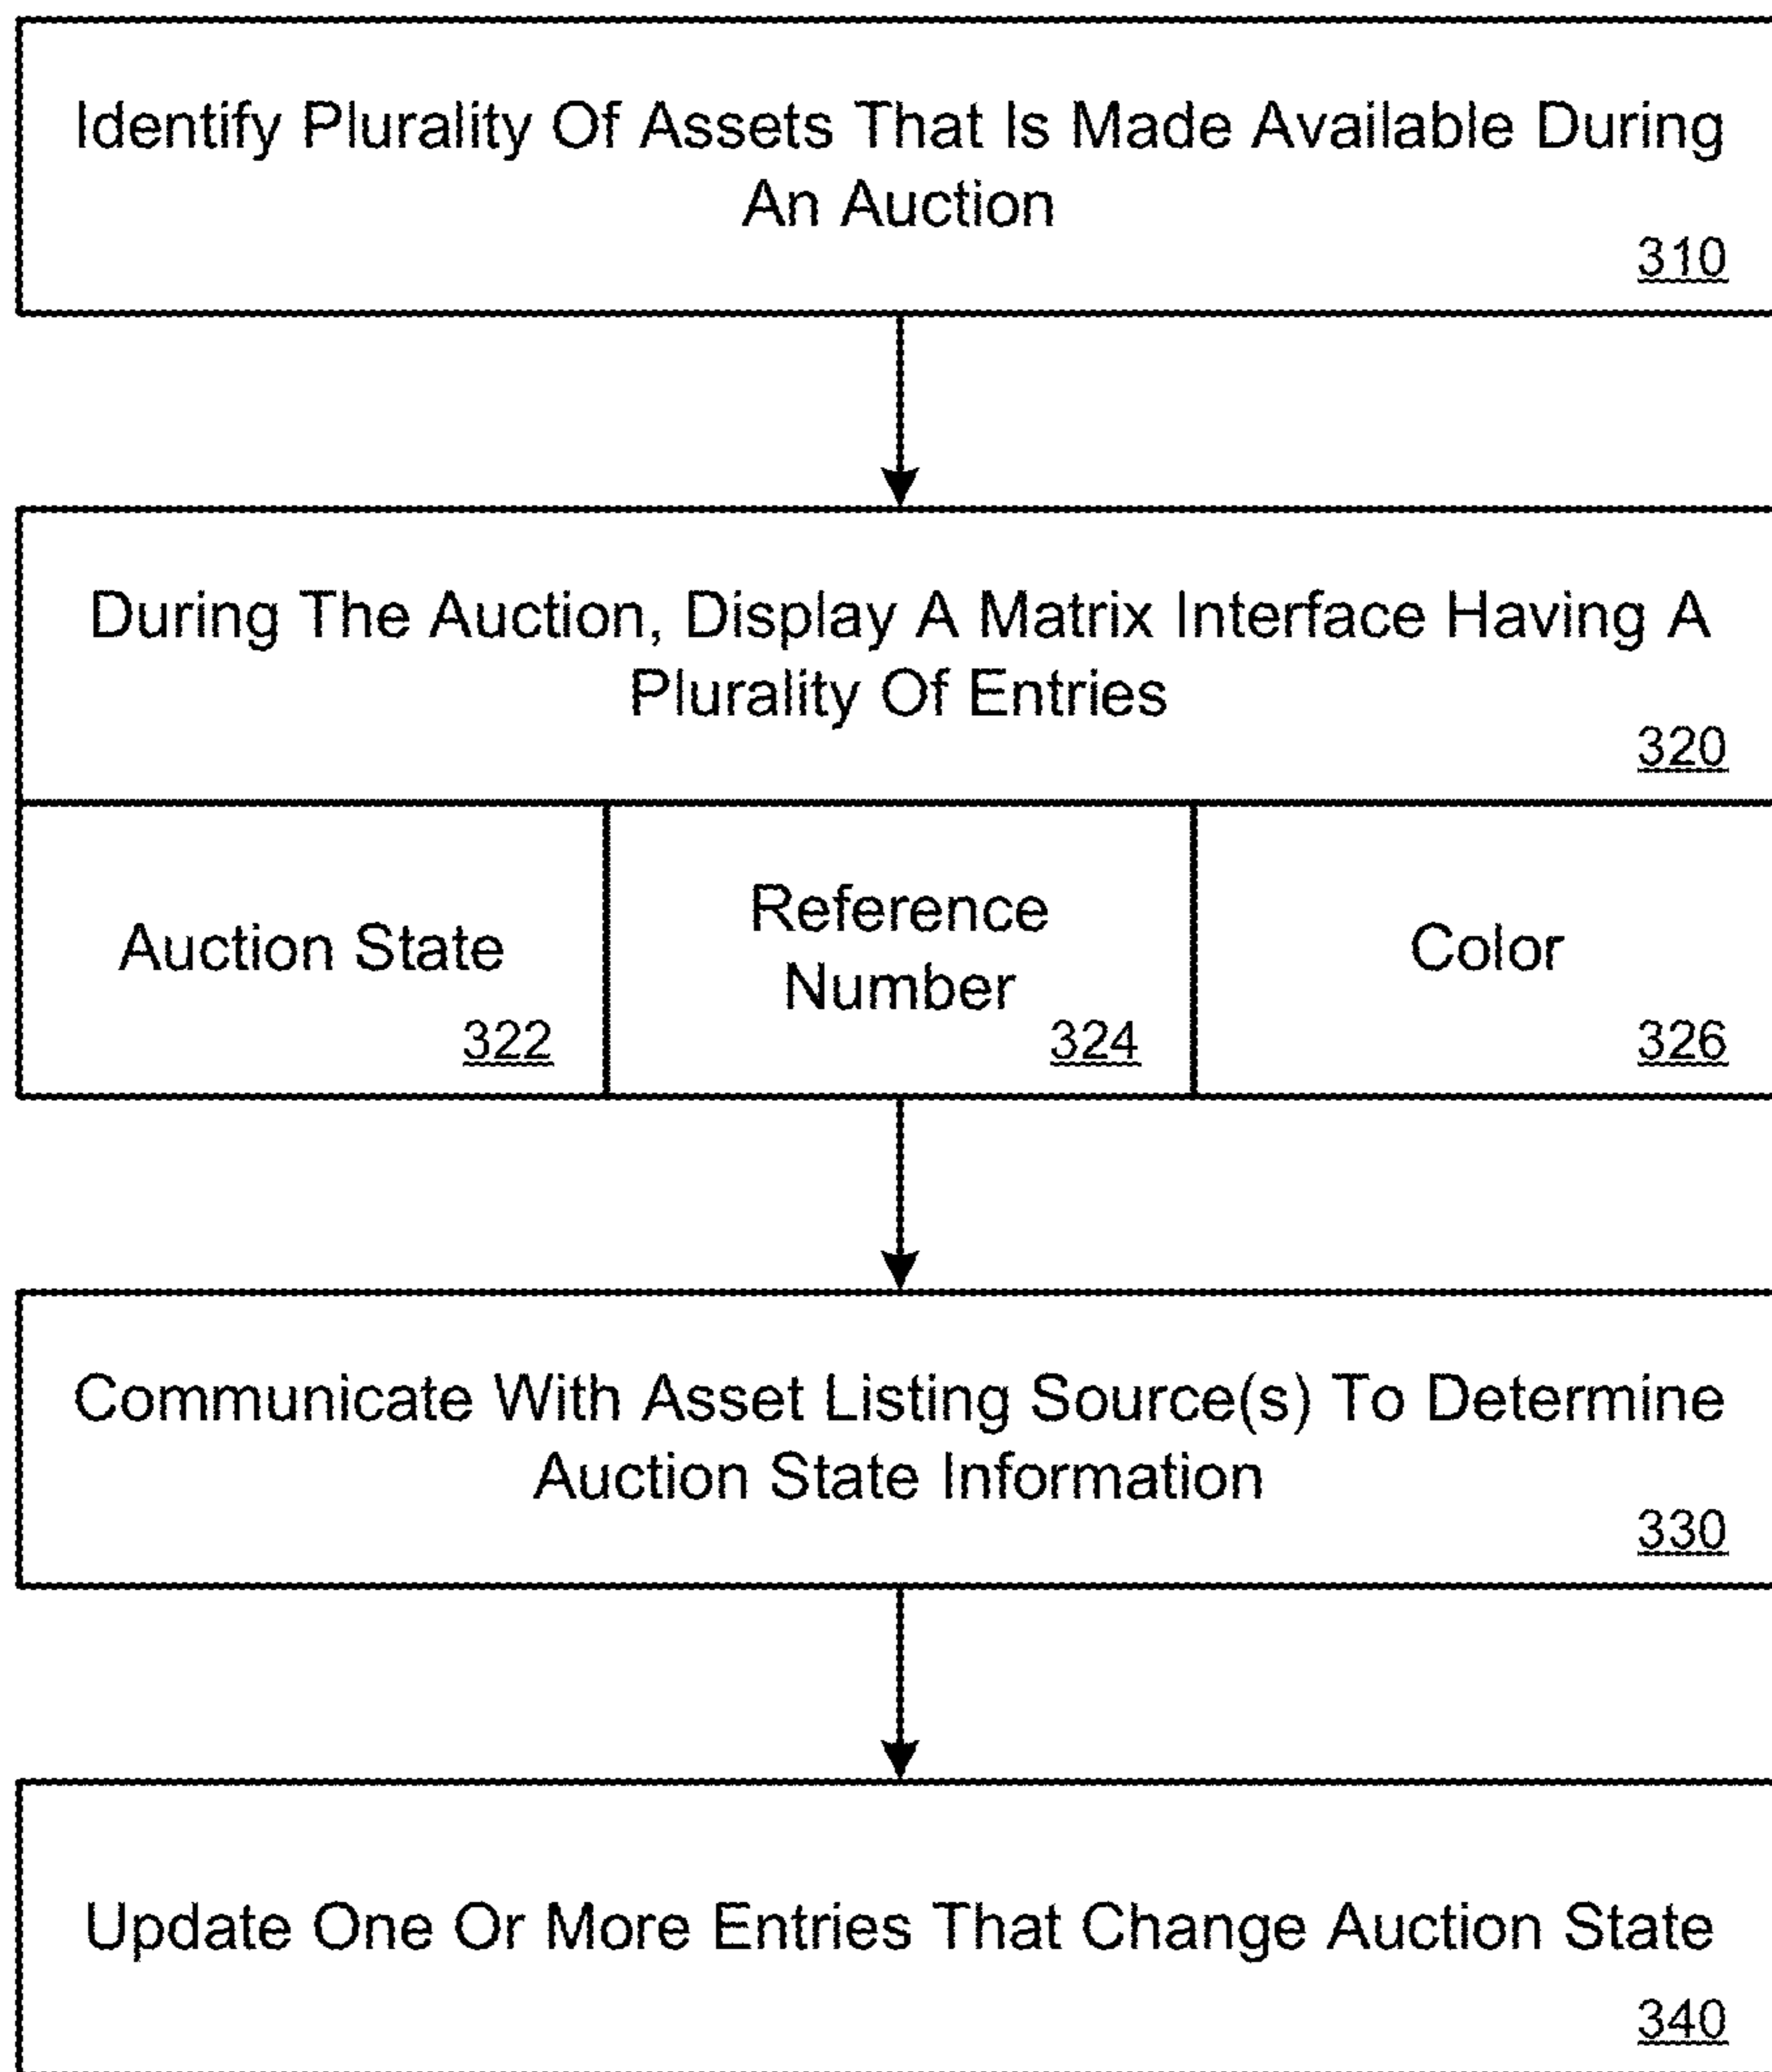 Identify Plurality Of Assets That Is Made Available During
An Auction
310
During The Auction, Display A Matrix Interface Having A
Plurality Of Entries
320
Auction State
322
Reference
Number
324
Color
326
Communicate With Asset Listing Source(s) To Determine
Auction State Information
330
Update One Or More Entries That Change Auction State
340